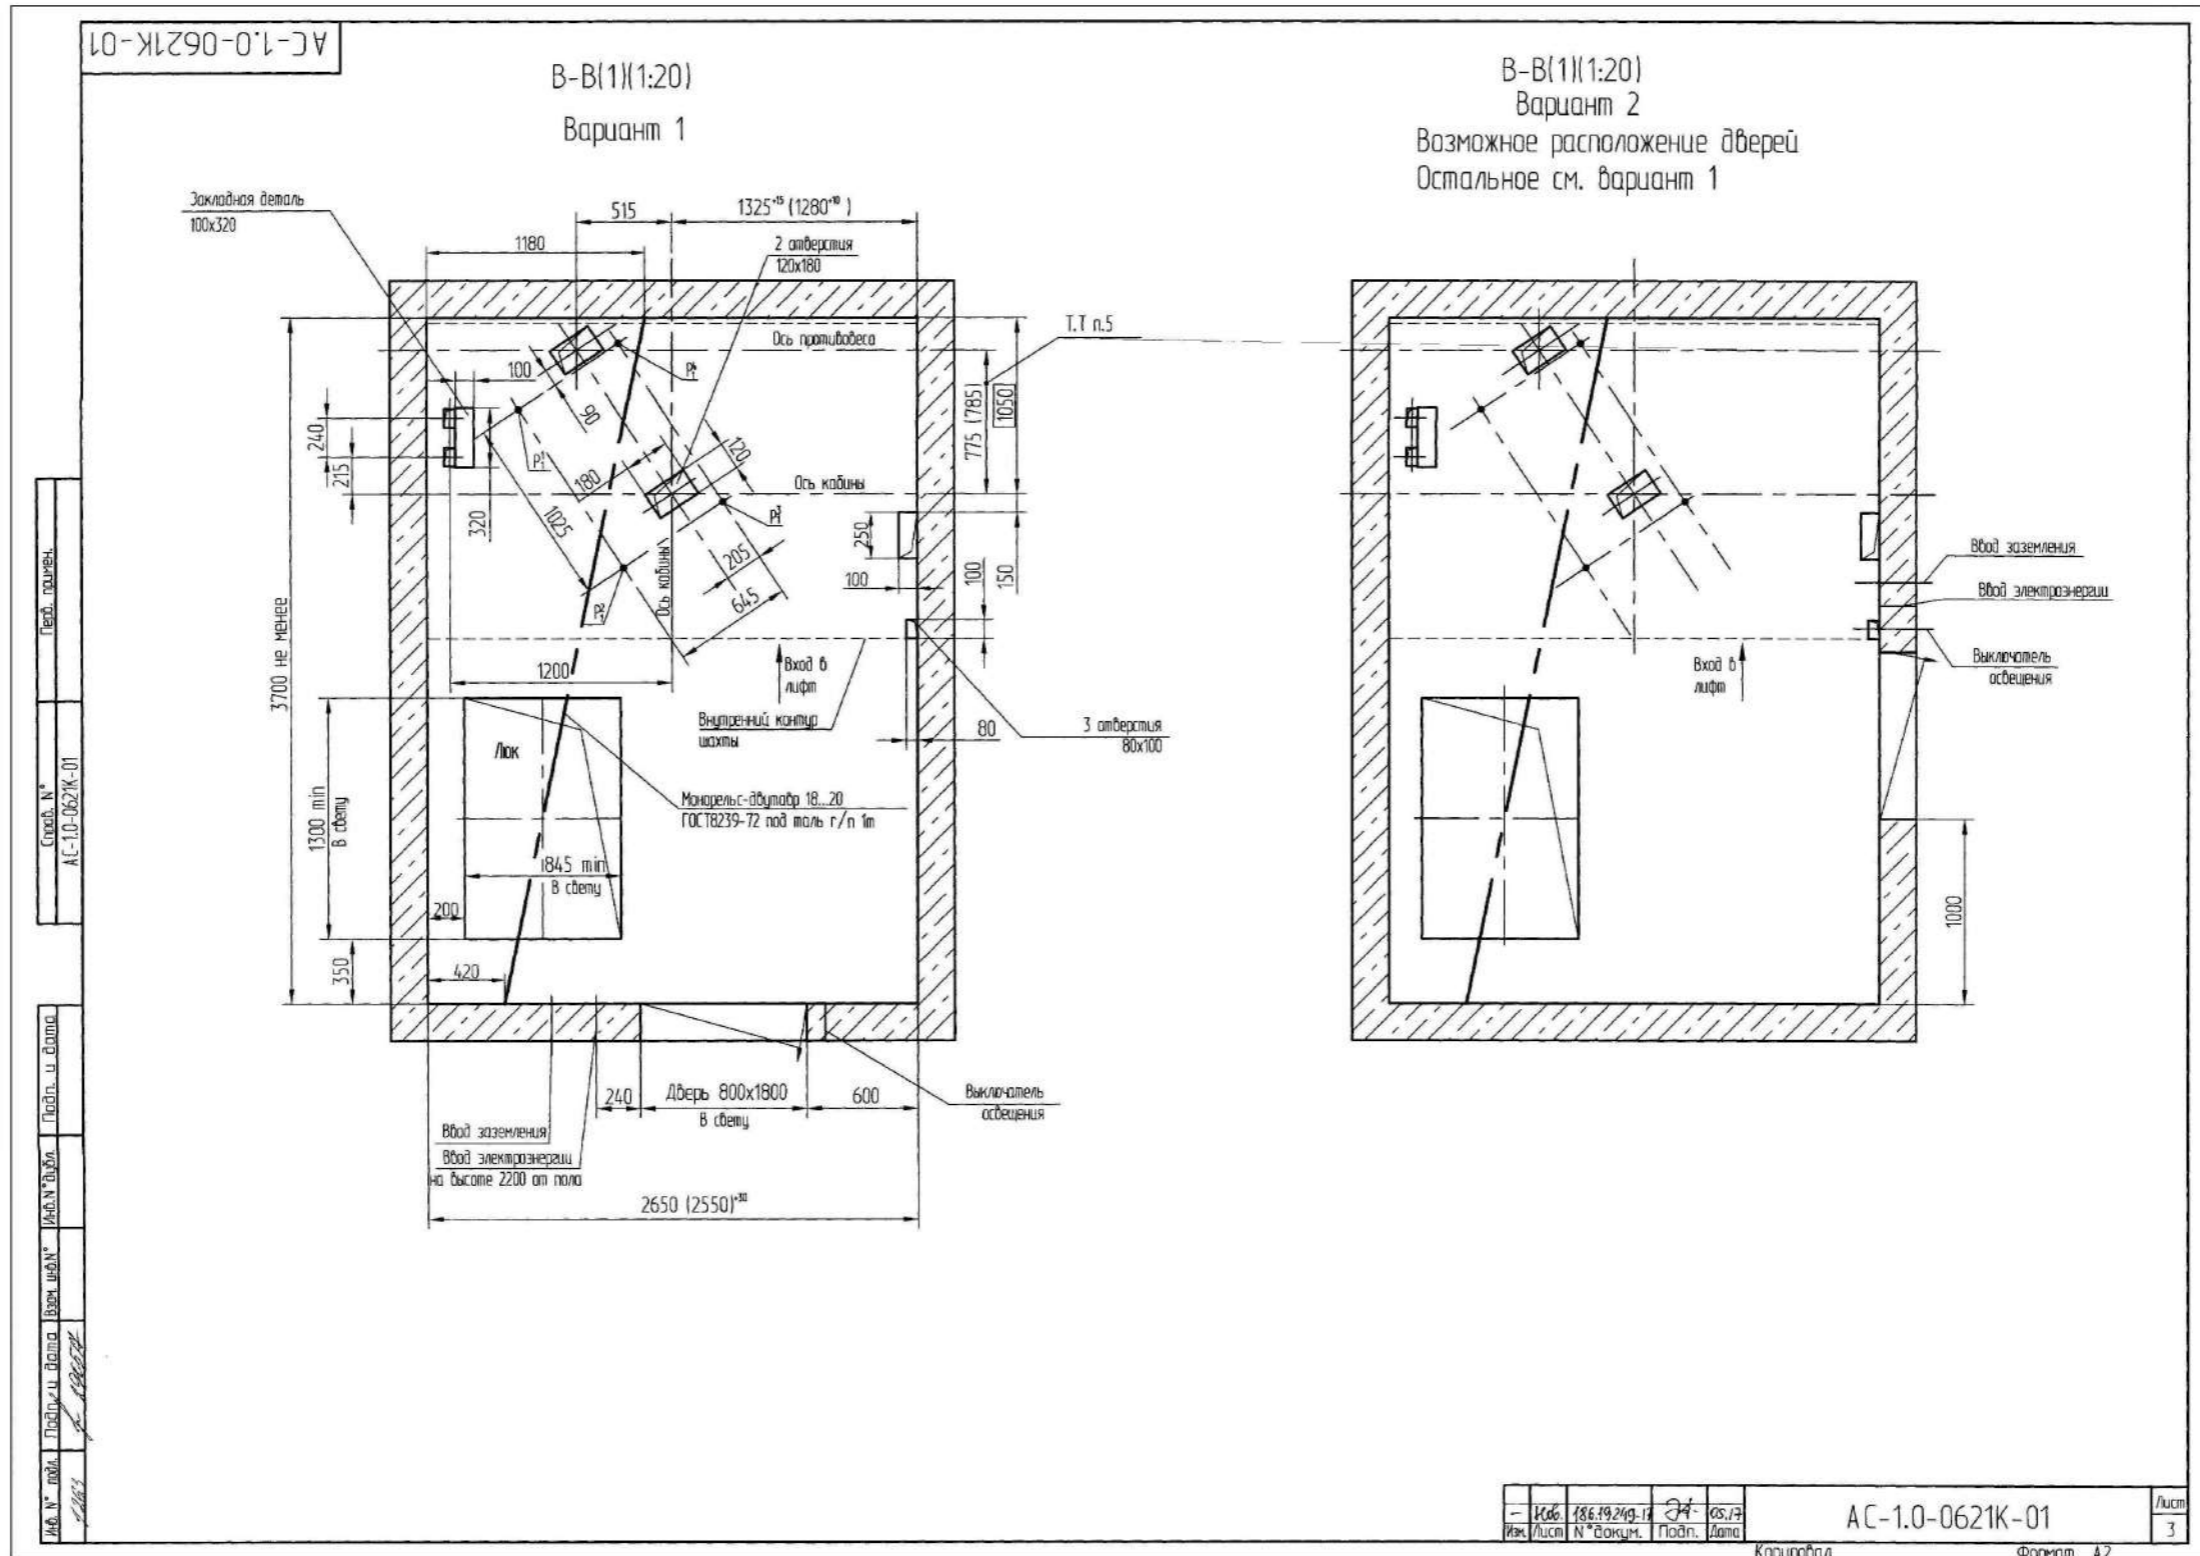 АС-1.0-0621К-01
В-В(1)(1:20)
Вариант 1
В-В(1)(1:20)
Вариант 2
Возможное расположение дверей
Остальное см. вариант 1
Закладная деталь
100х320
515
1325⁺¹⁵ (1280⁺¹⁰ )
1180
2 отверстия
120х180
Т.Т п.5
Ось противовеса
100
90
240
215
320
180
120
1025
Ось кабины
Ось кабины
775 (785)
1050
250
100
100
150
205
645
3700 не менее
1200
Вход в
лифт
Внутренний контур
шахты
80
3 отверстия
80х100
Люк
Монорельс-двутавр 18...20
ГОСТ8239-72 под таль г/п 1т
1300 min
В свету
845 min
В свету
200
350
420
240
Дверь 800х1800
В свету
600
Выключатель
освещения
Ввод заземления
Ввод электроэнергии
на высоте 2200 от пола
2650 (2550)⁺³⁰
Ввод заземления
Ввод электроэнергии
Выключатель
освещения
Вход в
лифт
1000
Перв. примен.
Справ. N°
АС-1.0-0621К-01
Подп. и дата
Инв.N°дубл.
Взам. инв.N°
Подп. и дата
Инв. N° подл.
- Нов. 186.19249-17 05.17
Изм. Лист N°докум. Подп. Дата
АС-1.0-0621К-01
Лист
3
Копировал
Формат А2